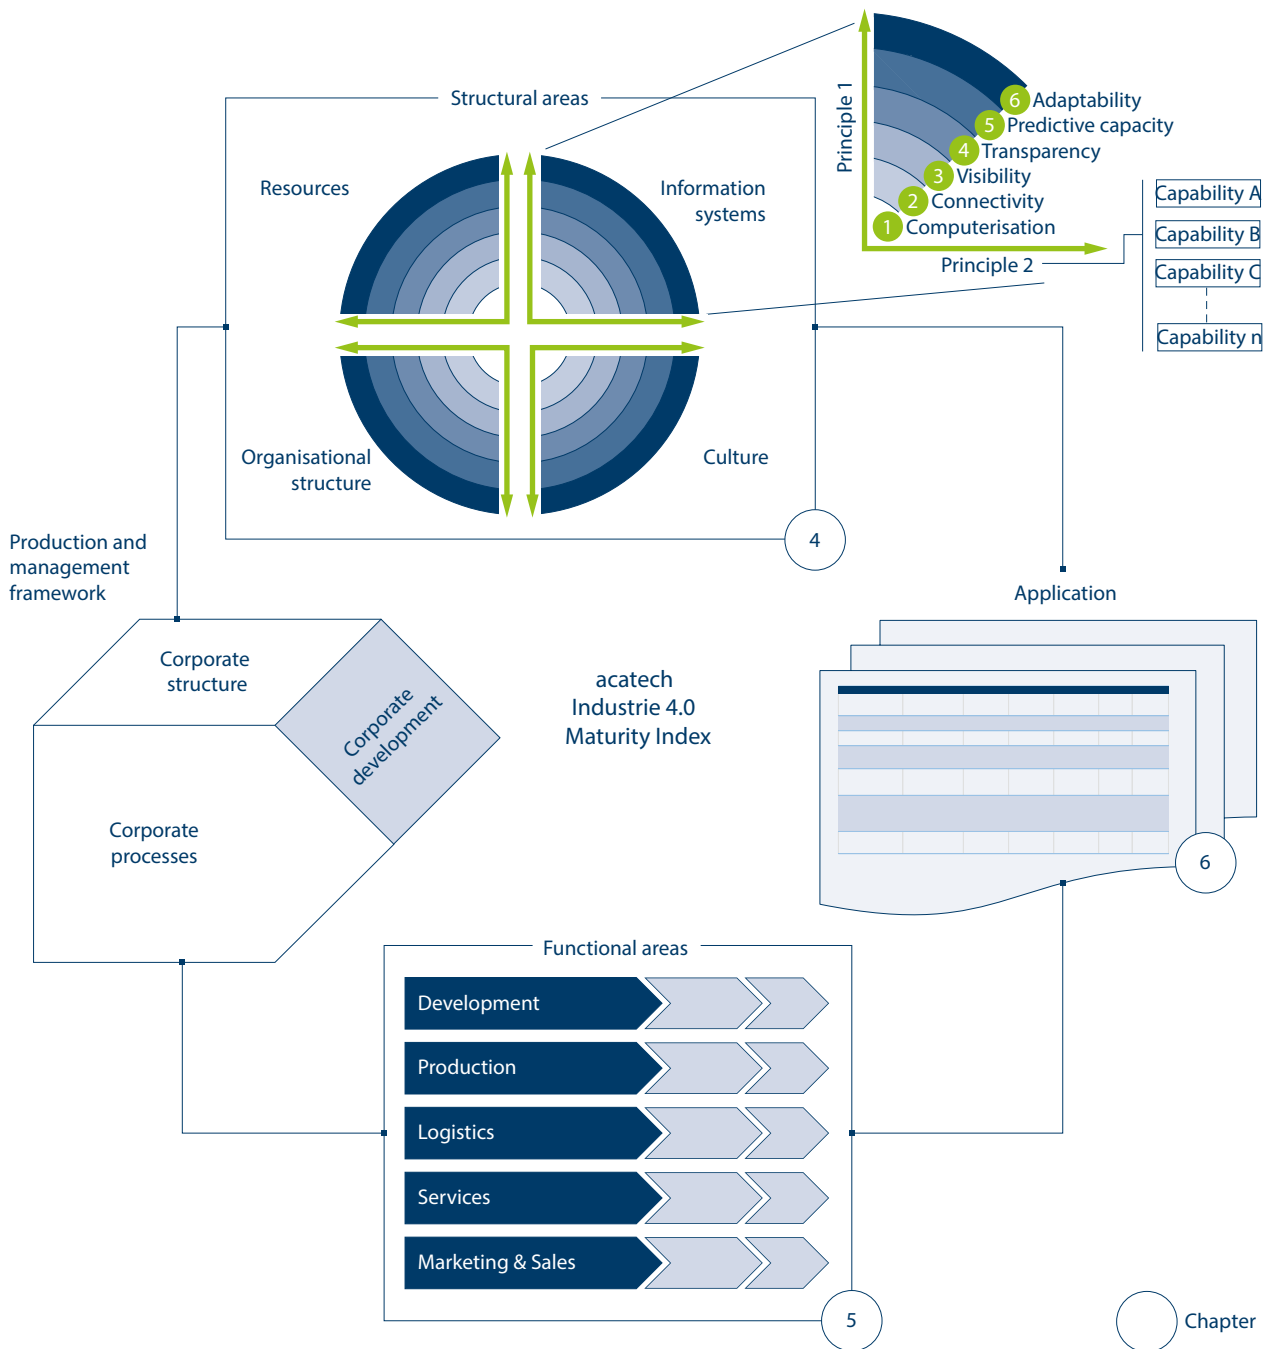 Structural areas
Resources
Information
systems
Organisational
structure
Culture
4
Principle 1
6 Adaptability
5 Predictive capacity
4 Transparency
3 Visibility
2 Connectivity
1 Computerisation
Principle 2
Capability A
Capability B
Capability C
Capability n
Production and
management
framework
Corporate
structure
Corporate
development
Corporate
processes
acatech
Industrie 4.0
Maturity Index
Application
6
Functional areas
Development
Production
Logistics
Services
Marketing & Sales
5
Chapter